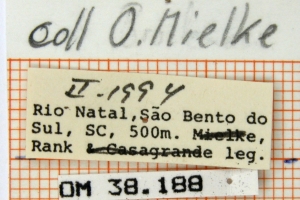 coll O. Mielke
II-1994
Rio Natal, São Bento do
Sul, SC, 500m. Mielke,
Rank & Casagrande leg.
OM 38.188